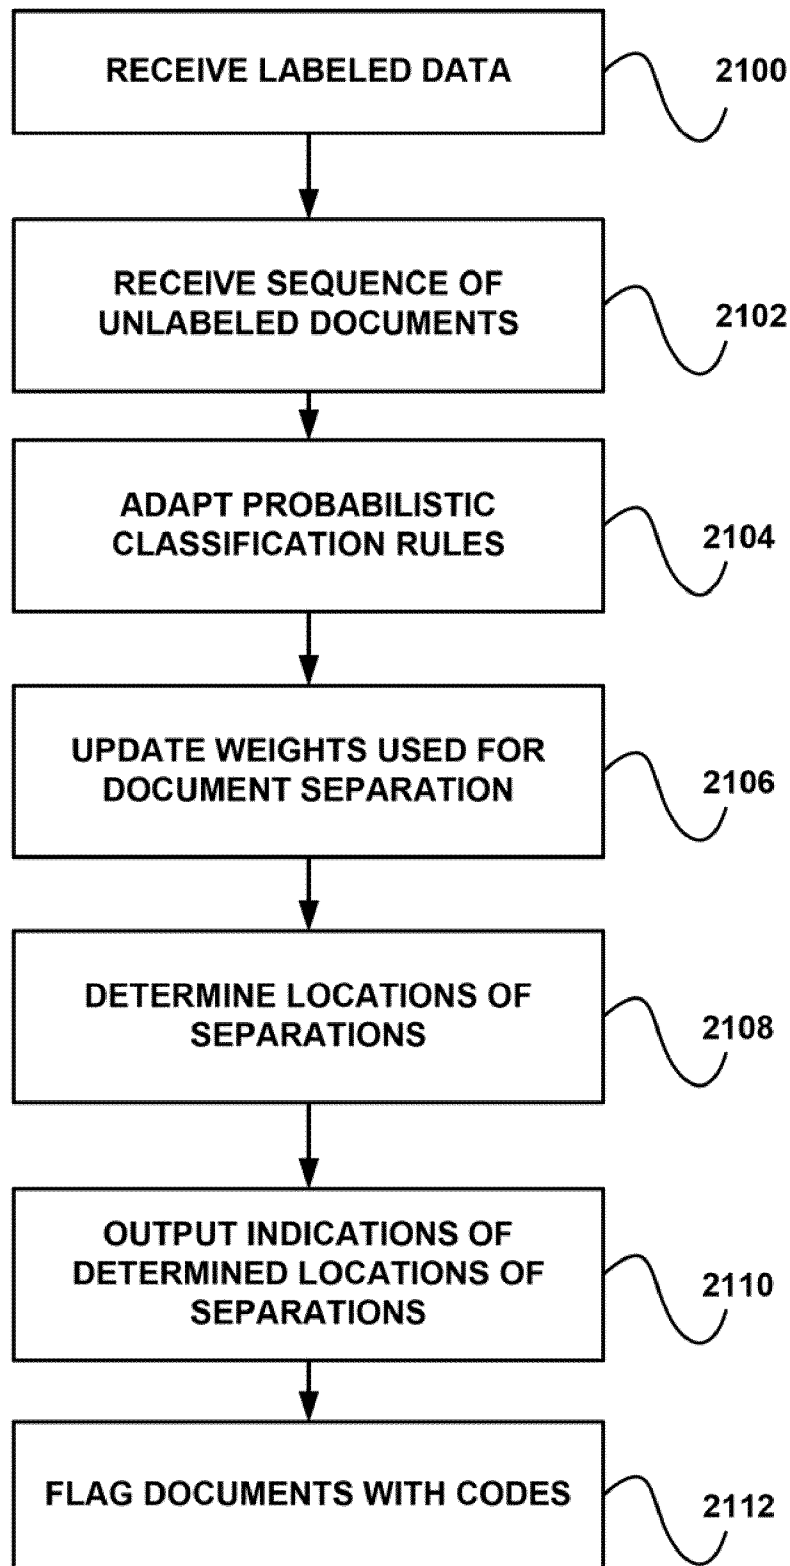 RECEIVE LABELED DATA
2100
RECEIVE SEQUENCE OF
UNLABELED DOCUMENTS
2102
ADAPT PROBABILISTIC
CLASSIFICATION RULES
2104
UPDATE WEIGHTS USED FOR
DOCUMENT SEPARATION
2106
DETERMINE LOCATIONS OF
SEPARATIONS
2108
OUTPUT INDICATIONS OF
DETERMINED LOCATIONS OF
SEPARATIONS
2110
FLAG DOCUMENTS WITH CODES
2112